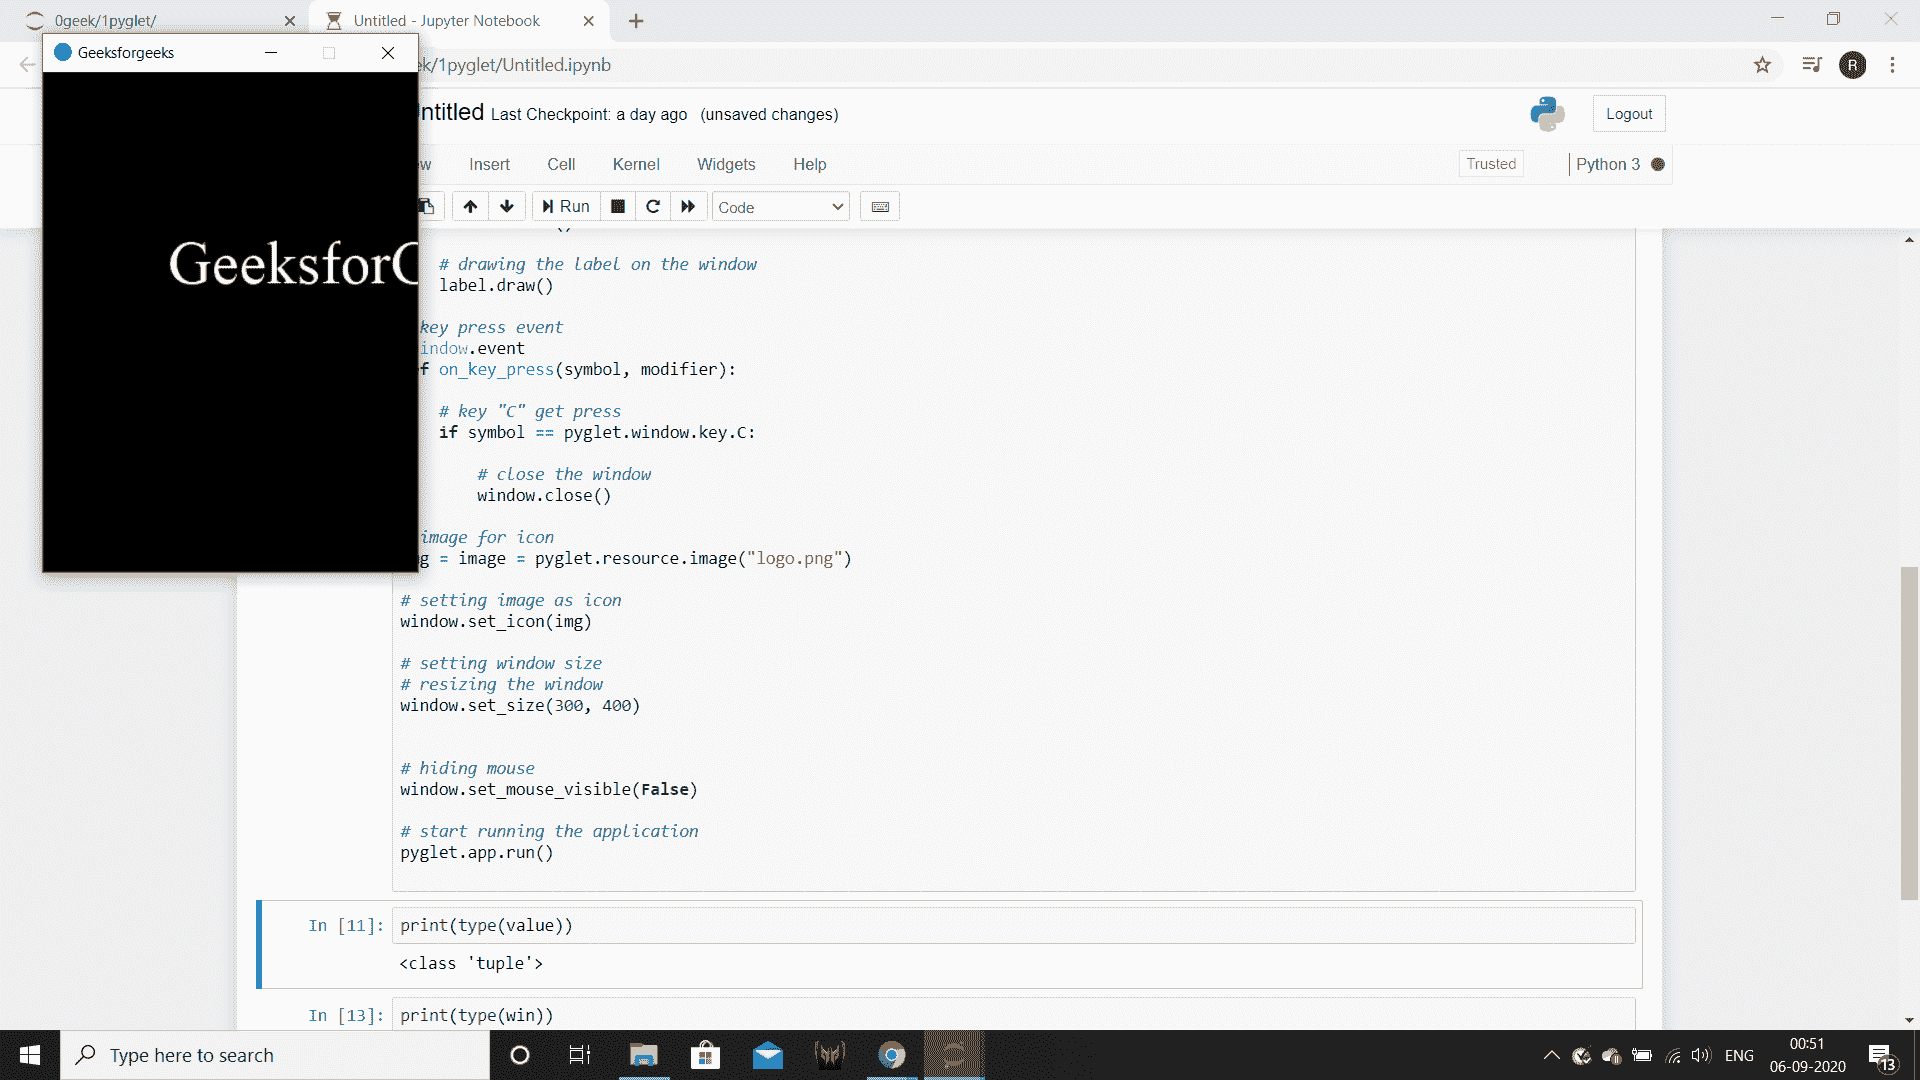 0geek/1pyglet/
Untitled - Jupyter Notebook
Geeksforgeeks
ek/1pyglet/Untitled.ipynb
R
ntitled Last Checkpoint: a day ago (unsaved changes)
Logout
ew Insert Cell Kernel Widgets Help
Trusted
Python 3
Run
Code
GeeksforG
# drawing the label on the window
label.draw()
key press event
indow.event
f on_key_press(symbol, modifier):
# key "C" get press
if symbol == pyglet.window.key.C:
# close the window
window.close()
image for icon
g = image = pyglet.resource.image("logo.png")
# setting image as icon
window.set_icon(img)
# setting window size
# resizing the window
window.set_size(300, 400)
# hiding mouse
window.set_mouse_visible(False)
# start running the application
pyglet.app.run()
In [11]: print(type(value))
<class 'tuple'>
In [13]: print(type(win))
Type here to search
ENG
00:51
06-09-2020
13